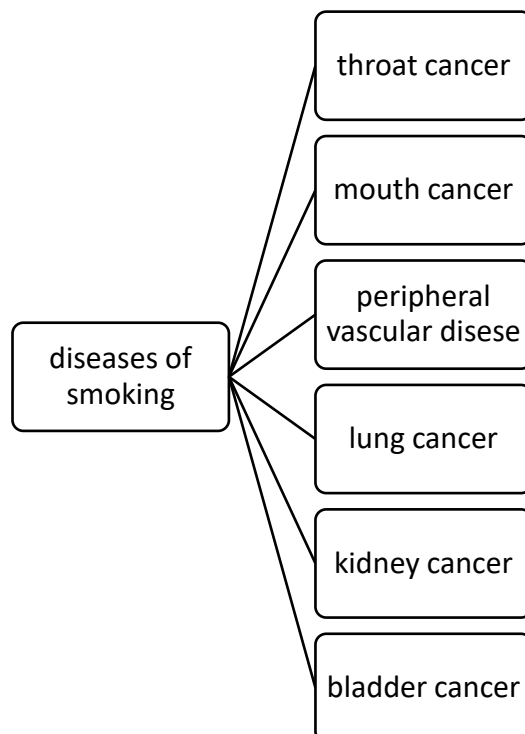 throat cancer
mouth cancer
peripheral
vascular disese
diseases of
smoking
lung cancer
kidney cancer
bladder cancer